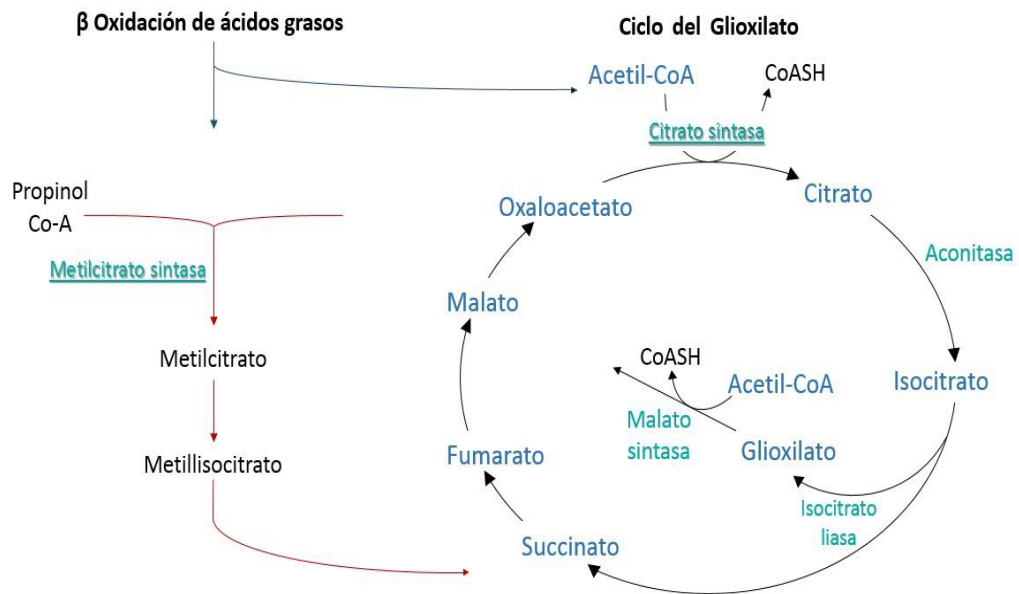 β Oxidación de ácidos grasos
Ciclo del Glioxilato
Acetil-CoA
CoASH
Citrato sintasa
Propinol
Co-A
Oxaloacetato
Citrato
Metilcitrato sintasa
Aconitasa
Malato
Metilcitrato
CoASH
Acetil-CoA
Isocitrato
Malato
sintasa
Glioxilato
Metillisocitrato
Fumarato
Isocitrato
liasa
Succinato